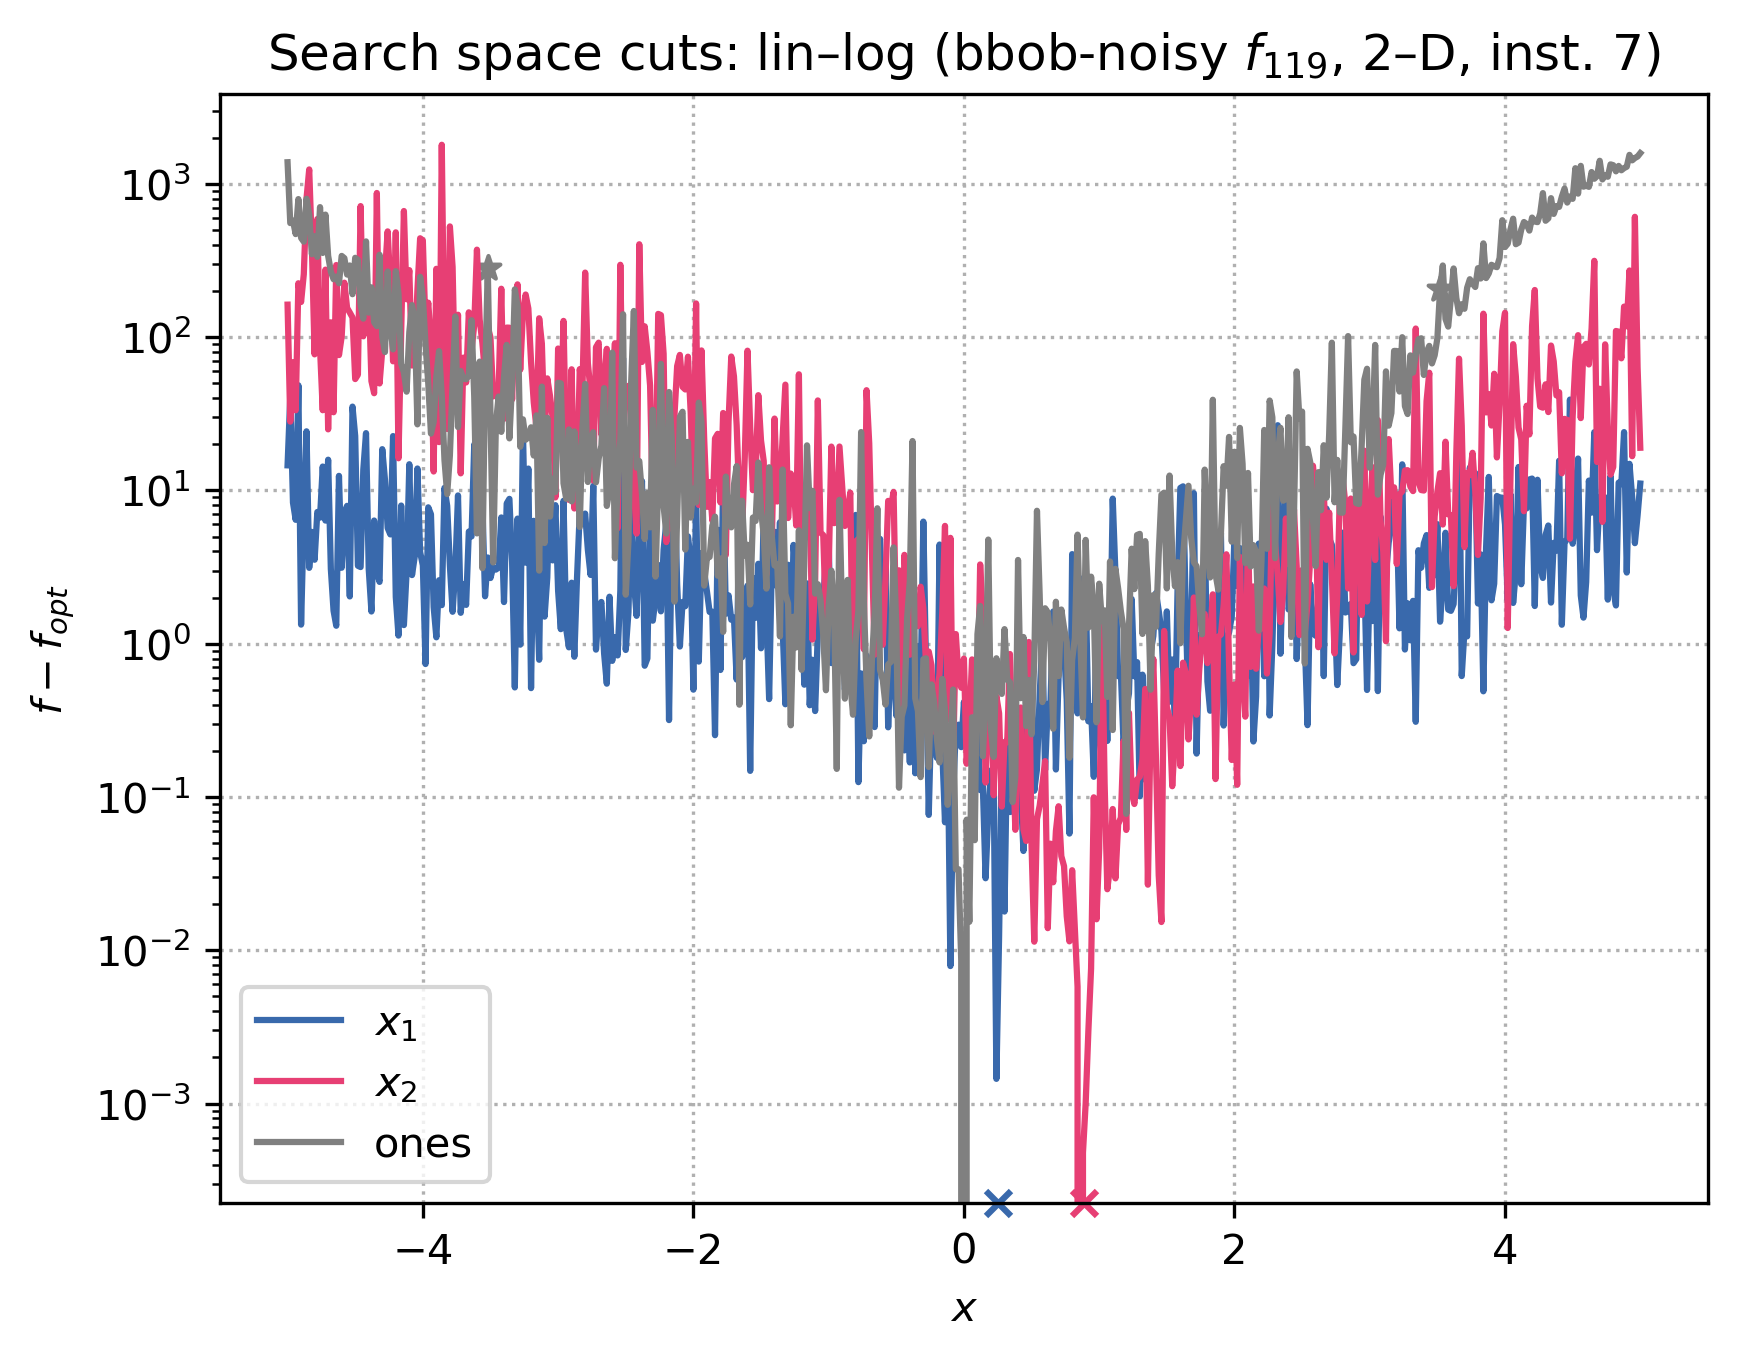 Search space cuts: lin–log (bbob-noisy f₁₁₉, 2–D, inst. 7)
10³
10²
10¹
10⁰
10⁻¹
10⁻²
10⁻³
f − f_opt
x₁
x₂
ones
−4
−2
0
2
4
x